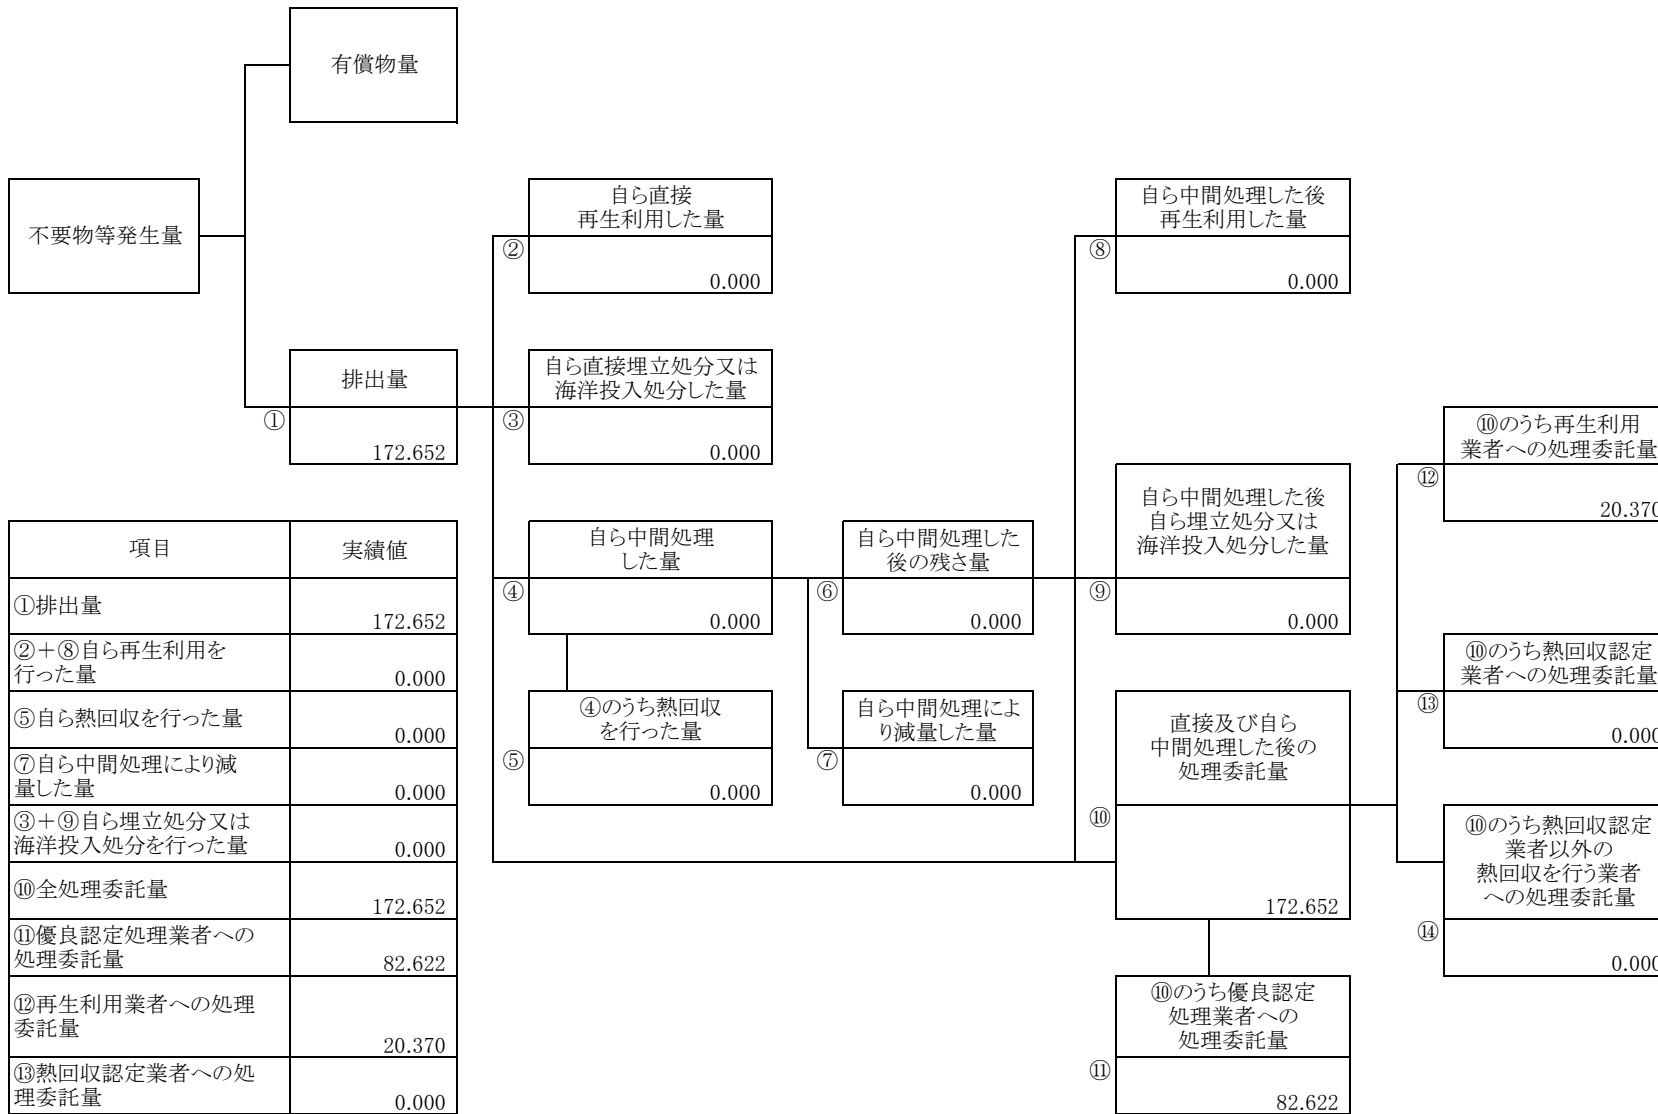 有償物量
不要物等発生量
自ら直接
再生利用した量
②
0.000
自ら中間処理した後
再生利用した量
⑧
0.000
排出量
①
172.652
自ら直接埋立処分又は
海洋投入処分した量
③
0.000
⑩のうち再生利用
業者への処理委託量
⑫
20.370
自ら中間処理
した量
④
0.000
自ら中間処理した
後の残さ量
⑥
0.000
自ら中間処理した後
自ら埋立処分又は
海洋投入処分した量
⑨
0.000
⑩のうち熱回収認定
業者への処理委託量
⑬
0.000
④のうち熱回収
を行った量
⑤
0.000
自ら中間処理によ
り減量した量
⑦
0.000
直接及び自ら
中間処理した後の
処理委託量
⑩
172.652
⑩のうち熱回収認定
業者以外の
熱回収を行う業者
への処理委託量
⑭
0.000
⑩のうち優良認定
処理業者への
処理委託量
⑪
82.622
項目 実績値
①排出量
172.652
②＋⑧自ら再生利用を
行った量
0.000
⑤自ら熱回収を行った量
0.000
⑦自ら中間処理により減
量した量
0.000
③＋⑨自ら埋立処分又は
海洋投入処分を行った量
0.000
⑩全処理委託量
172.652
⑪優良認定処理業者への
処理委託量
82.622
⑫再生利用業者への処理
委託量
20.370
⑬熱回収認定業者への処
理委託量
0.000